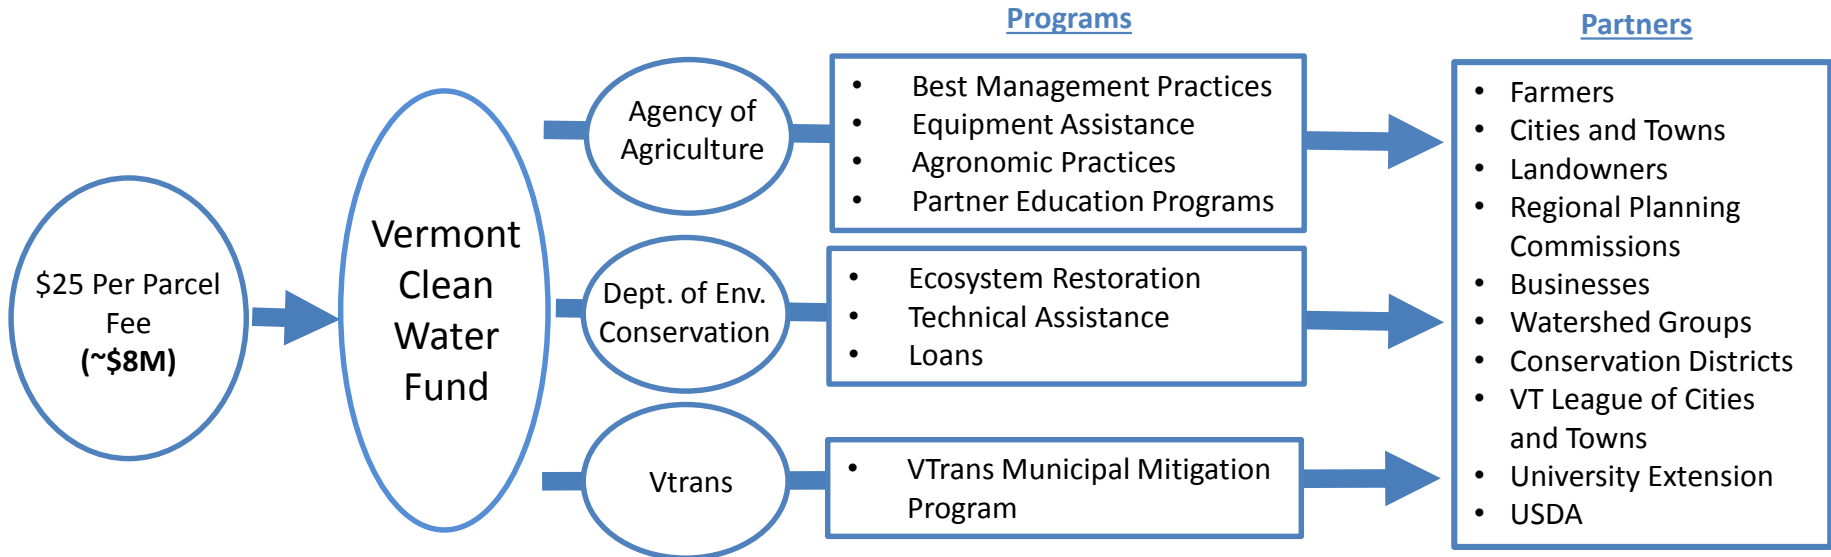 Programs
Partners
$25 Per Parcel
Fee
(~$8M)
Vermont
Clean
Water
Fund
Agency of
Agriculture
• Best Management Practices
• Equipment Assistance
• Agronomic Practices
• Partner Education Programs
Dept. of Env.
Conservation
• Ecosystem Restoration
• Technical Assistance
• Loans
Vtrans
• VTrans Municipal Mitigation
Program
• Farmers
• Cities and Towns
• Landowners
• Regional Planning
Commissions
• Businesses
• Watershed Groups
• Conservation Districts
• VT League of Cities
and Towns
• University Extension
• USDA